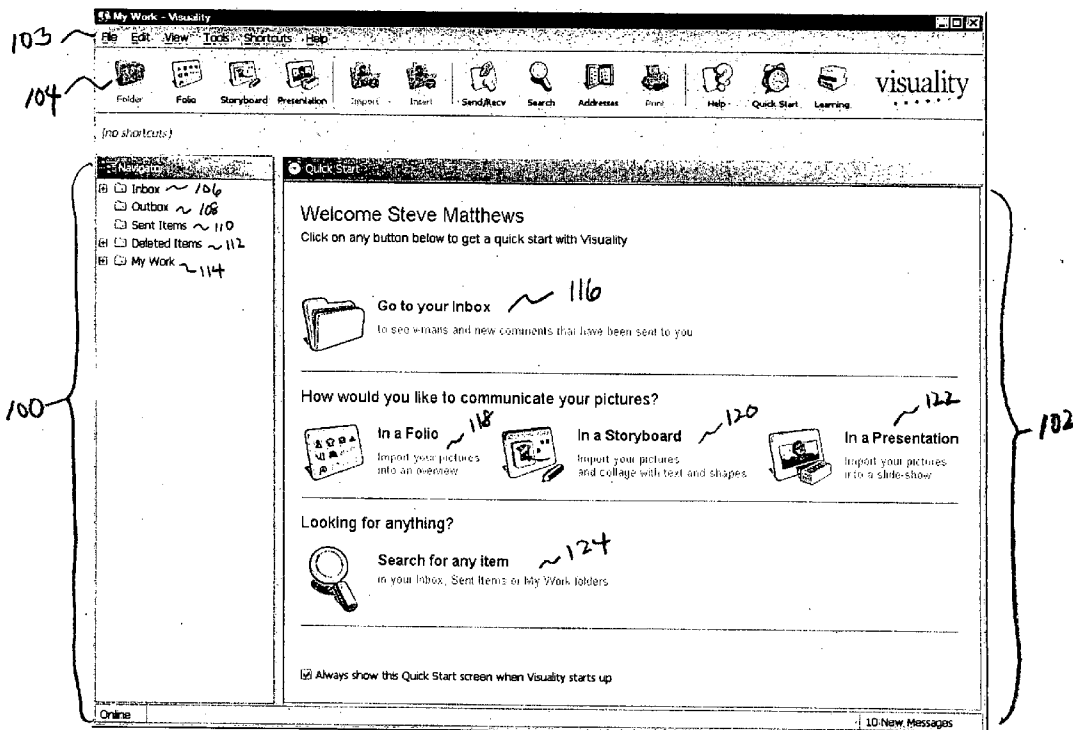 My Work - Visuality
103
File Edit View Tools Shortcuts Help
104
Folder Folio Storyboard Presentation Import Insert Send/Recv Search Addresses Print Help Quick Start Learning
visuality
(no shortcuts)
Navigator
Quick Start
Inbox 106
Outbox 108
Sent Items 110
Deleted Items 112
My Work 114
100
102
Welcome Steve Matthews
Click on any button below to get a quick start with Visuality
Go to your Inbox 116
to see v-mails and new comments that have been sent to you
How would you like to communicate your pictures?
In a Folio 118
Import your pictures
into an overview
In a Storyboard 120
Import your pictures
and collage with text and shapes
In a Presentation 122
Import your pictures
into a slide-show
Looking for anything?
Search for any item 124
in your Inbox, Sent Items or My Work folders
Always show this Quick Start screen when Visuality starts up
Online
10 New Messages